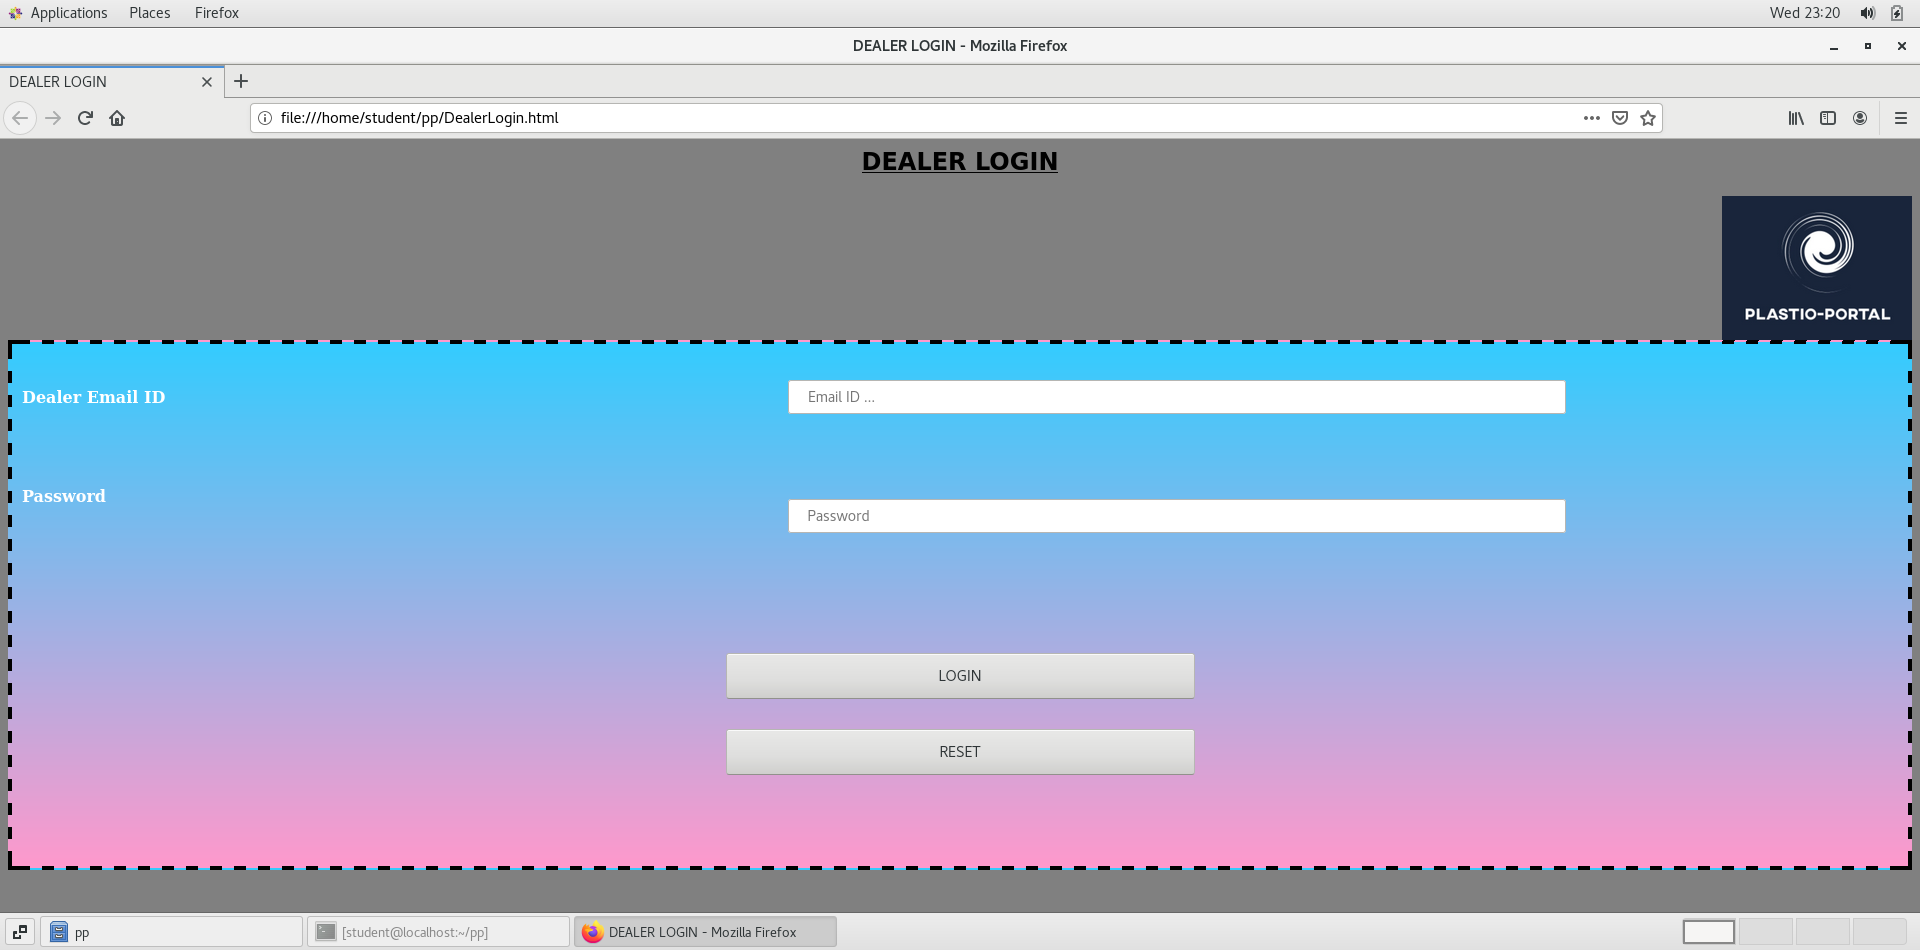 Applications Places Firefox Wed 23:20
DEALER LOGIN - Mozilla Firefox
DEALER LOGIN
file:///home/student/pp/DealerLogin.html
DEALER LOGIN
PLASTIO-PORTAL
Dealer Email ID Email ID ...
Password
Password
LOGIN
RESET
pp [student@localhost:~/pp] DEALER LOGIN - Mozilla Firefox